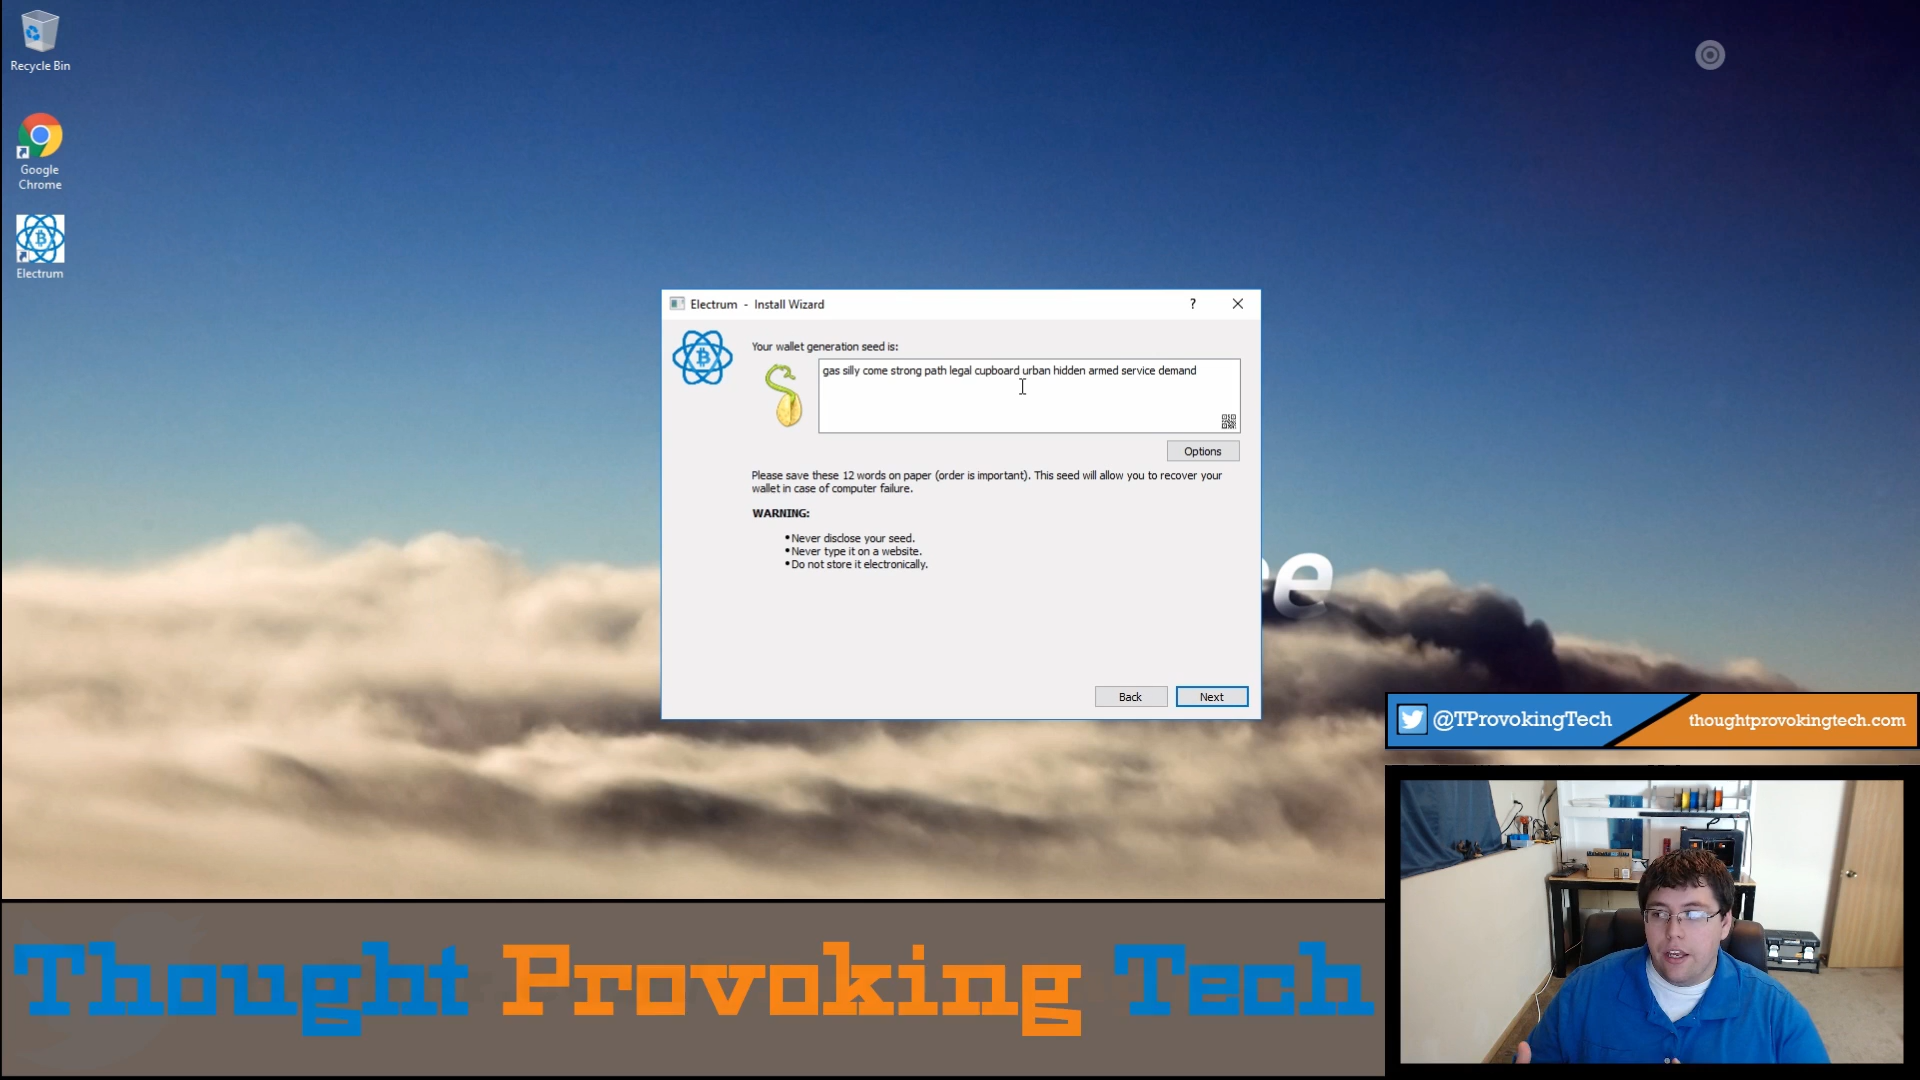 Recycle Bin
Google
Chrome
Electrum
Electrum - Install Wizard
?
Your wallet generation seed is:
gas silly come strong path legal cupboard urban hidden armed service demand
Options
Please save these 12 words on paper (order is important). This seed will allow you to recover your
wallet in case of computer failure.
WARNING:
•Never disclose your seed.
•Never type it on a website.
•Do not store it electronically.
Back
Next
@TProvokingTech
thoughtprovokingtech.com
Thought Provoking Tech